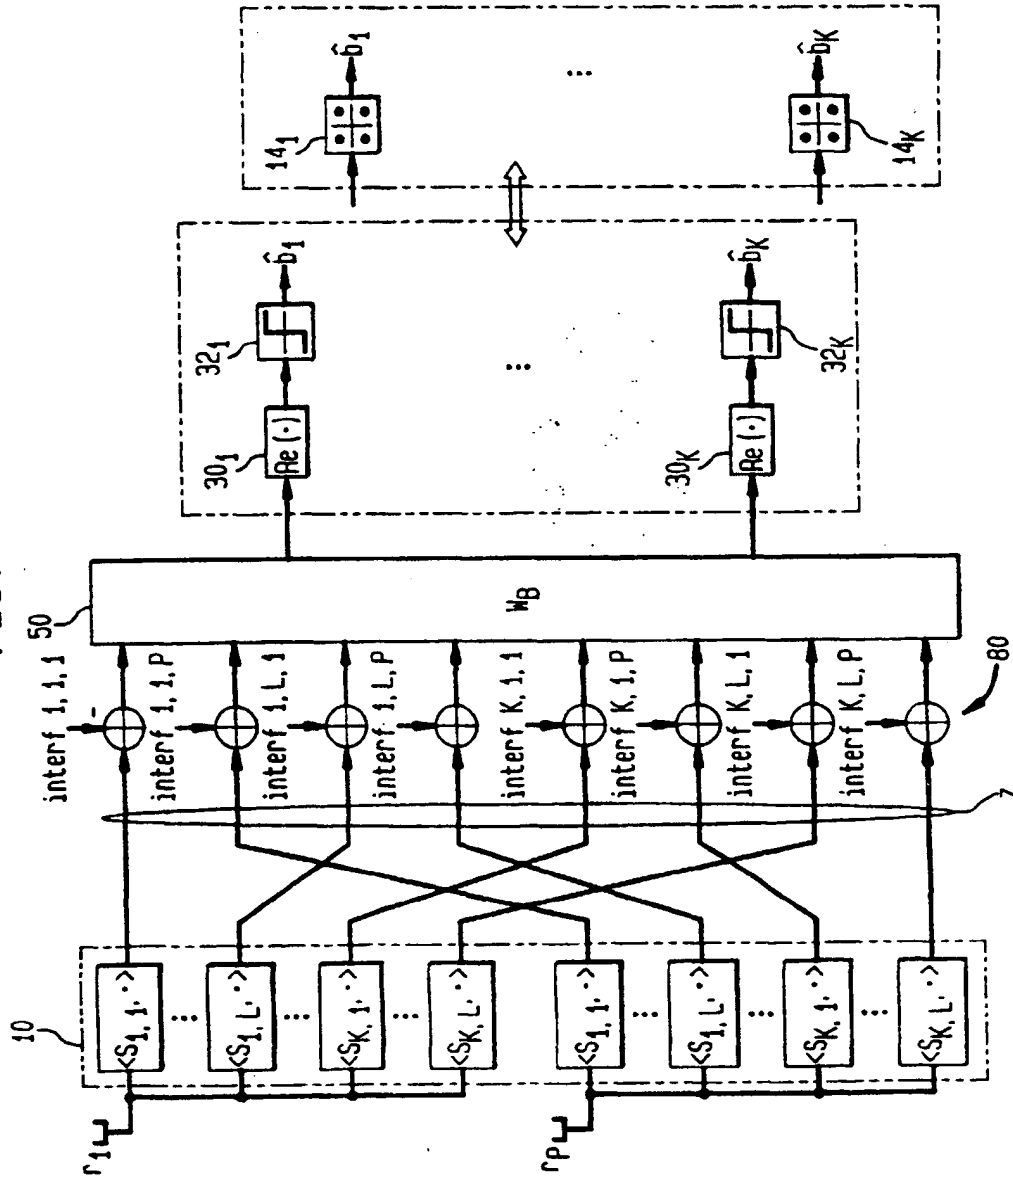 r1
rP
10
<S1,1,·>
...
<S1,L,·>
...
<SK,1,·>
...
<SK,L,·>
<S1,1,·>
...
<S1,L,·>
...
<SK,1,·>
...
<SK,L,·>
7
interf 1,1,1
-
interf 1,1,P
interf 1,L,1
interf 1,L,P
interf K,1,1
interf K,1,P
interf K,L,1
interf K,L,P
80
50
WB
301
Re(·)
321
b̂1
...
30K
Re(·)
32K
b̂K
141
b̂1
...
14K
b̂K